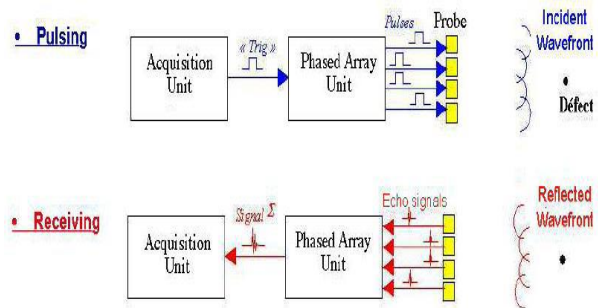 • Pulsing
Acquisition
Unit
« Trig »
Phased Array
Unit
Pulses
Probe
Incident
Wavefront
• Défect
• Receiving
Acquisition
Unit
Signal Σ
Phased Array
Unit
Echo signals
Reflected
Wavefront